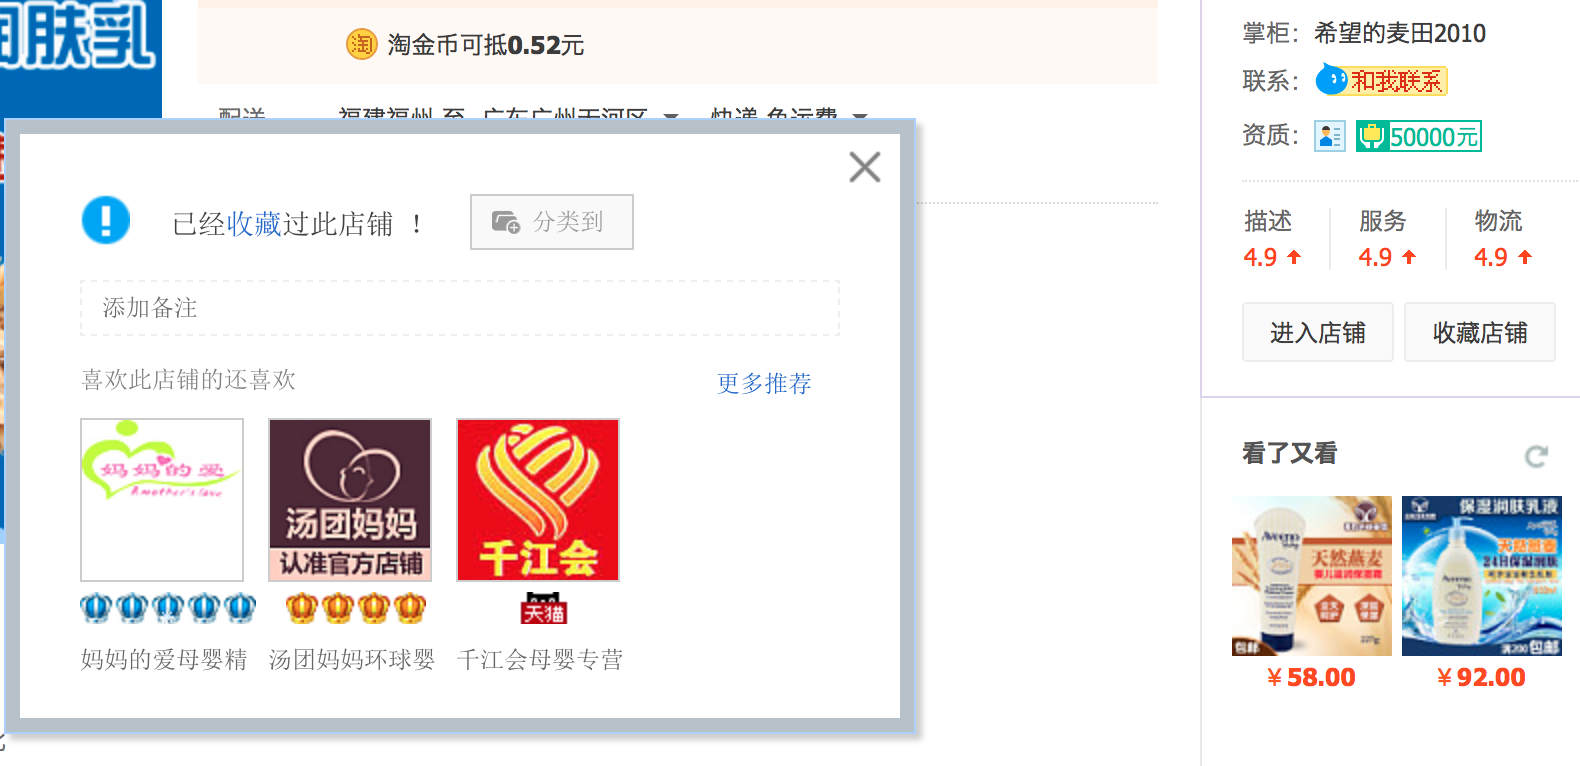 润肤乳
淘金币可抵0.52元
配送 福建福州 至 广东广州天河区 快递 免运费
已经收藏过此店铺 ！
分类到
添加备注
喜欢此店铺的还喜欢
更多推荐
妈妈的爱
A mother's love
汤团妈妈
认准官方店铺
千江会
天猫
妈妈的爱母婴精
汤团妈妈环球婴
千江会母婴专营
掌柜：希望的麦田2010
联系：和我联系
资质：50000元
描述 服务 物流
4.9 4.9 4.9
进入店铺 收藏店铺
看了又看
Aveeno
天然燕麦
婴儿滋润保湿霜
227g
包邮
保湿润肤乳液
天然燕麦
24H保湿润肤
Aveeno
满200包邮
¥58.00 ¥92.00